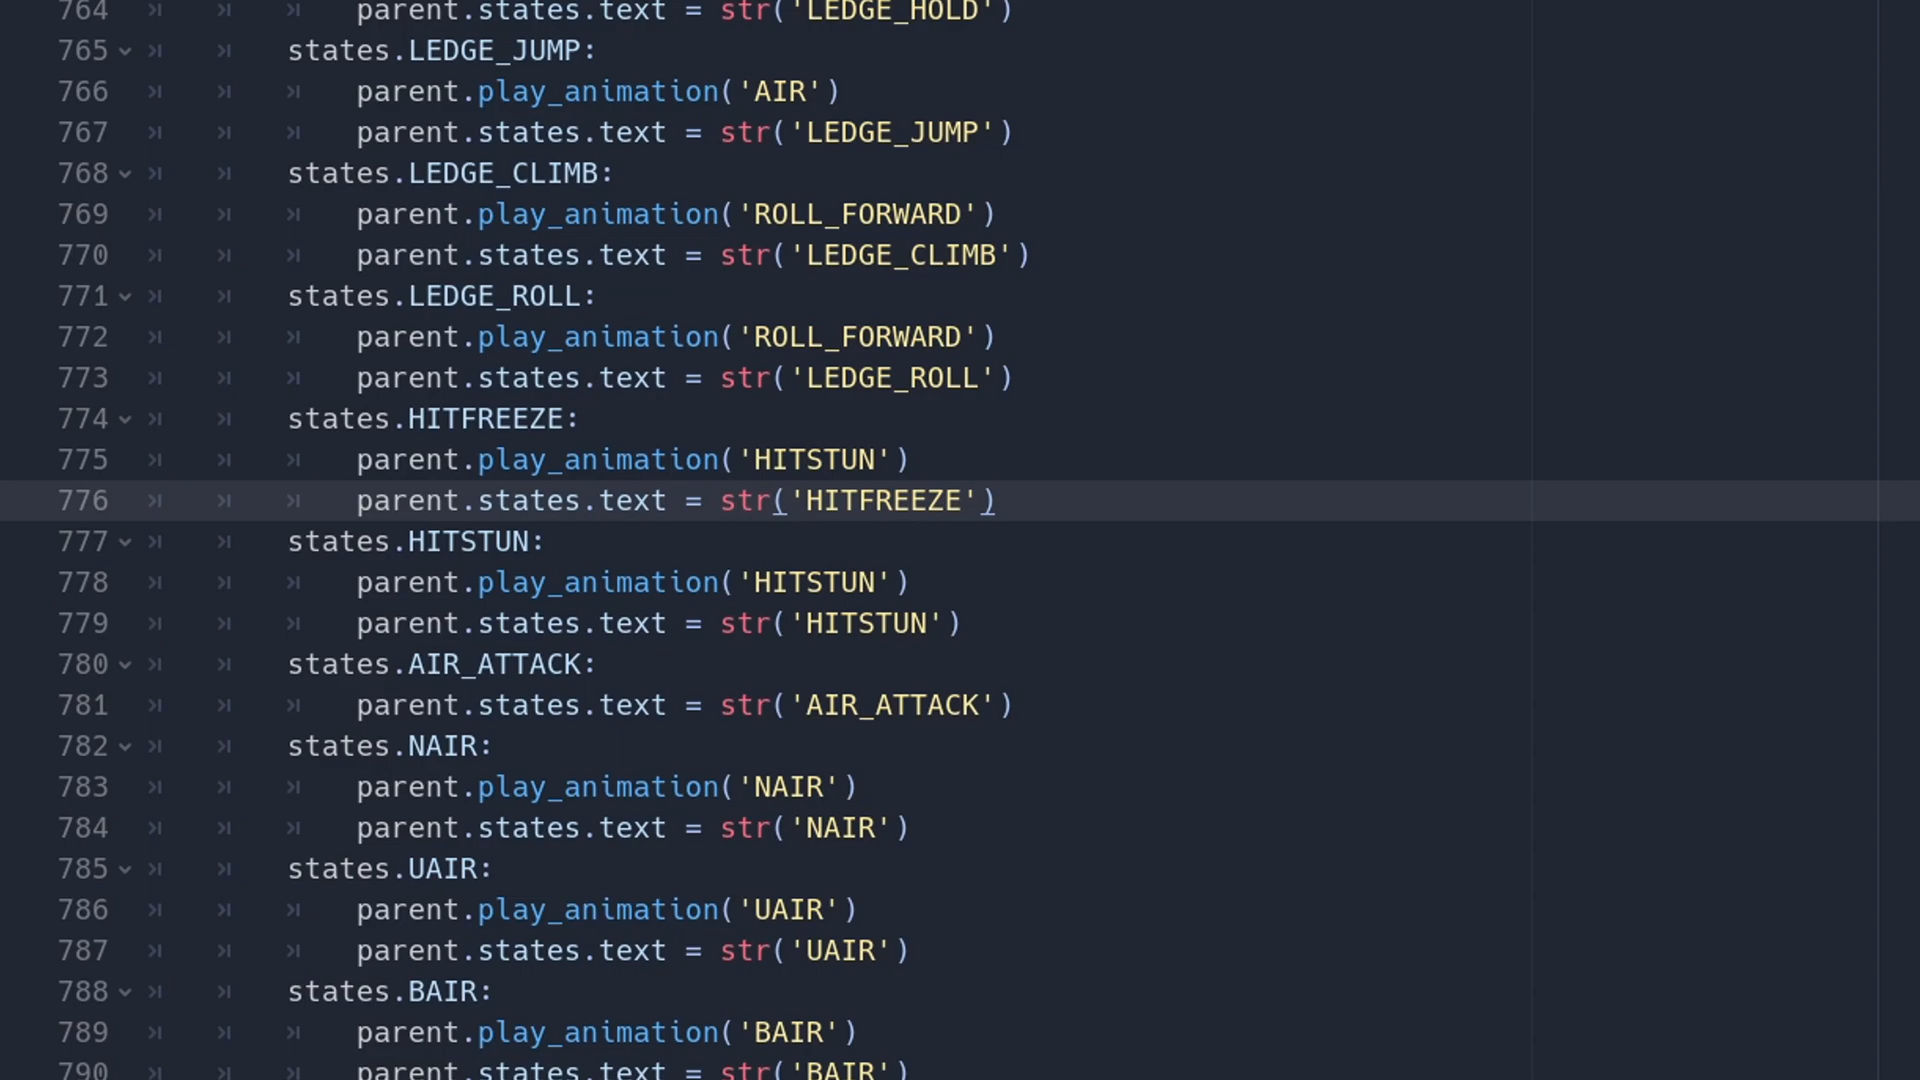 764 parent.states.text = str('LEDGE_HOLD')
765 states.LEDGE_JUMP:
766 parent.play_animation('AIR')
767 parent.states.text = str('LEDGE_JUMP')
768 states.LEDGE_CLIMB:
769 parent.play_animation('ROLL_FORWARD')
770 parent.states.text = str('LEDGE_CLIMB')
771 states.LEDGE_ROLL:
772 parent.play_animation('ROLL_FORWARD')
773 parent.states.text = str('LEDGE_ROLL')
774 states.HITFREEZE:
775 parent.play_animation('HITSTUN')
776 parent.states.text = str('HITFREEZE')
777 states.HITSTUN:
778 parent.play_animation('HITSTUN')
779 parent.states.text = str('HITSTUN')
780 states.AIR_ATTACK:
781 parent.states.text = str('AIR_ATTACK')
782 states.NAIR:
783 parent.play_animation('NAIR')
784 parent.states.text = str('NAIR')
785 states.UAIR:
786 parent.play_animation('UAIR')
787 parent.states.text = str('UAIR')
788 states.BAIR:
789 parent.play_animation('BAIR')
790 parent.states.text = str('BAIR')